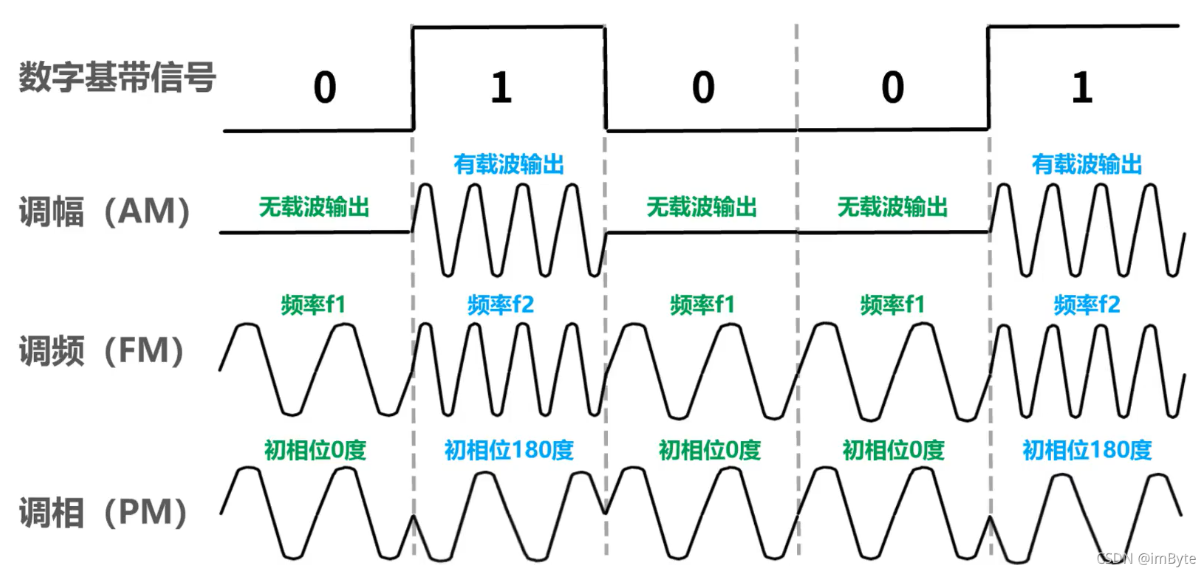 数字基带信号 0 1 0 0 1
有载波输出 有载波输出
调幅（AM） 无载波输出 无载波输出 无载波输出
频率f1 频率f2 频率f1 频率f1 频率f2
调频（FM）
初相位0度 初相位180度 初相位0度 初相位0度 初相位180度
调相（PM）
CSDN @imByte